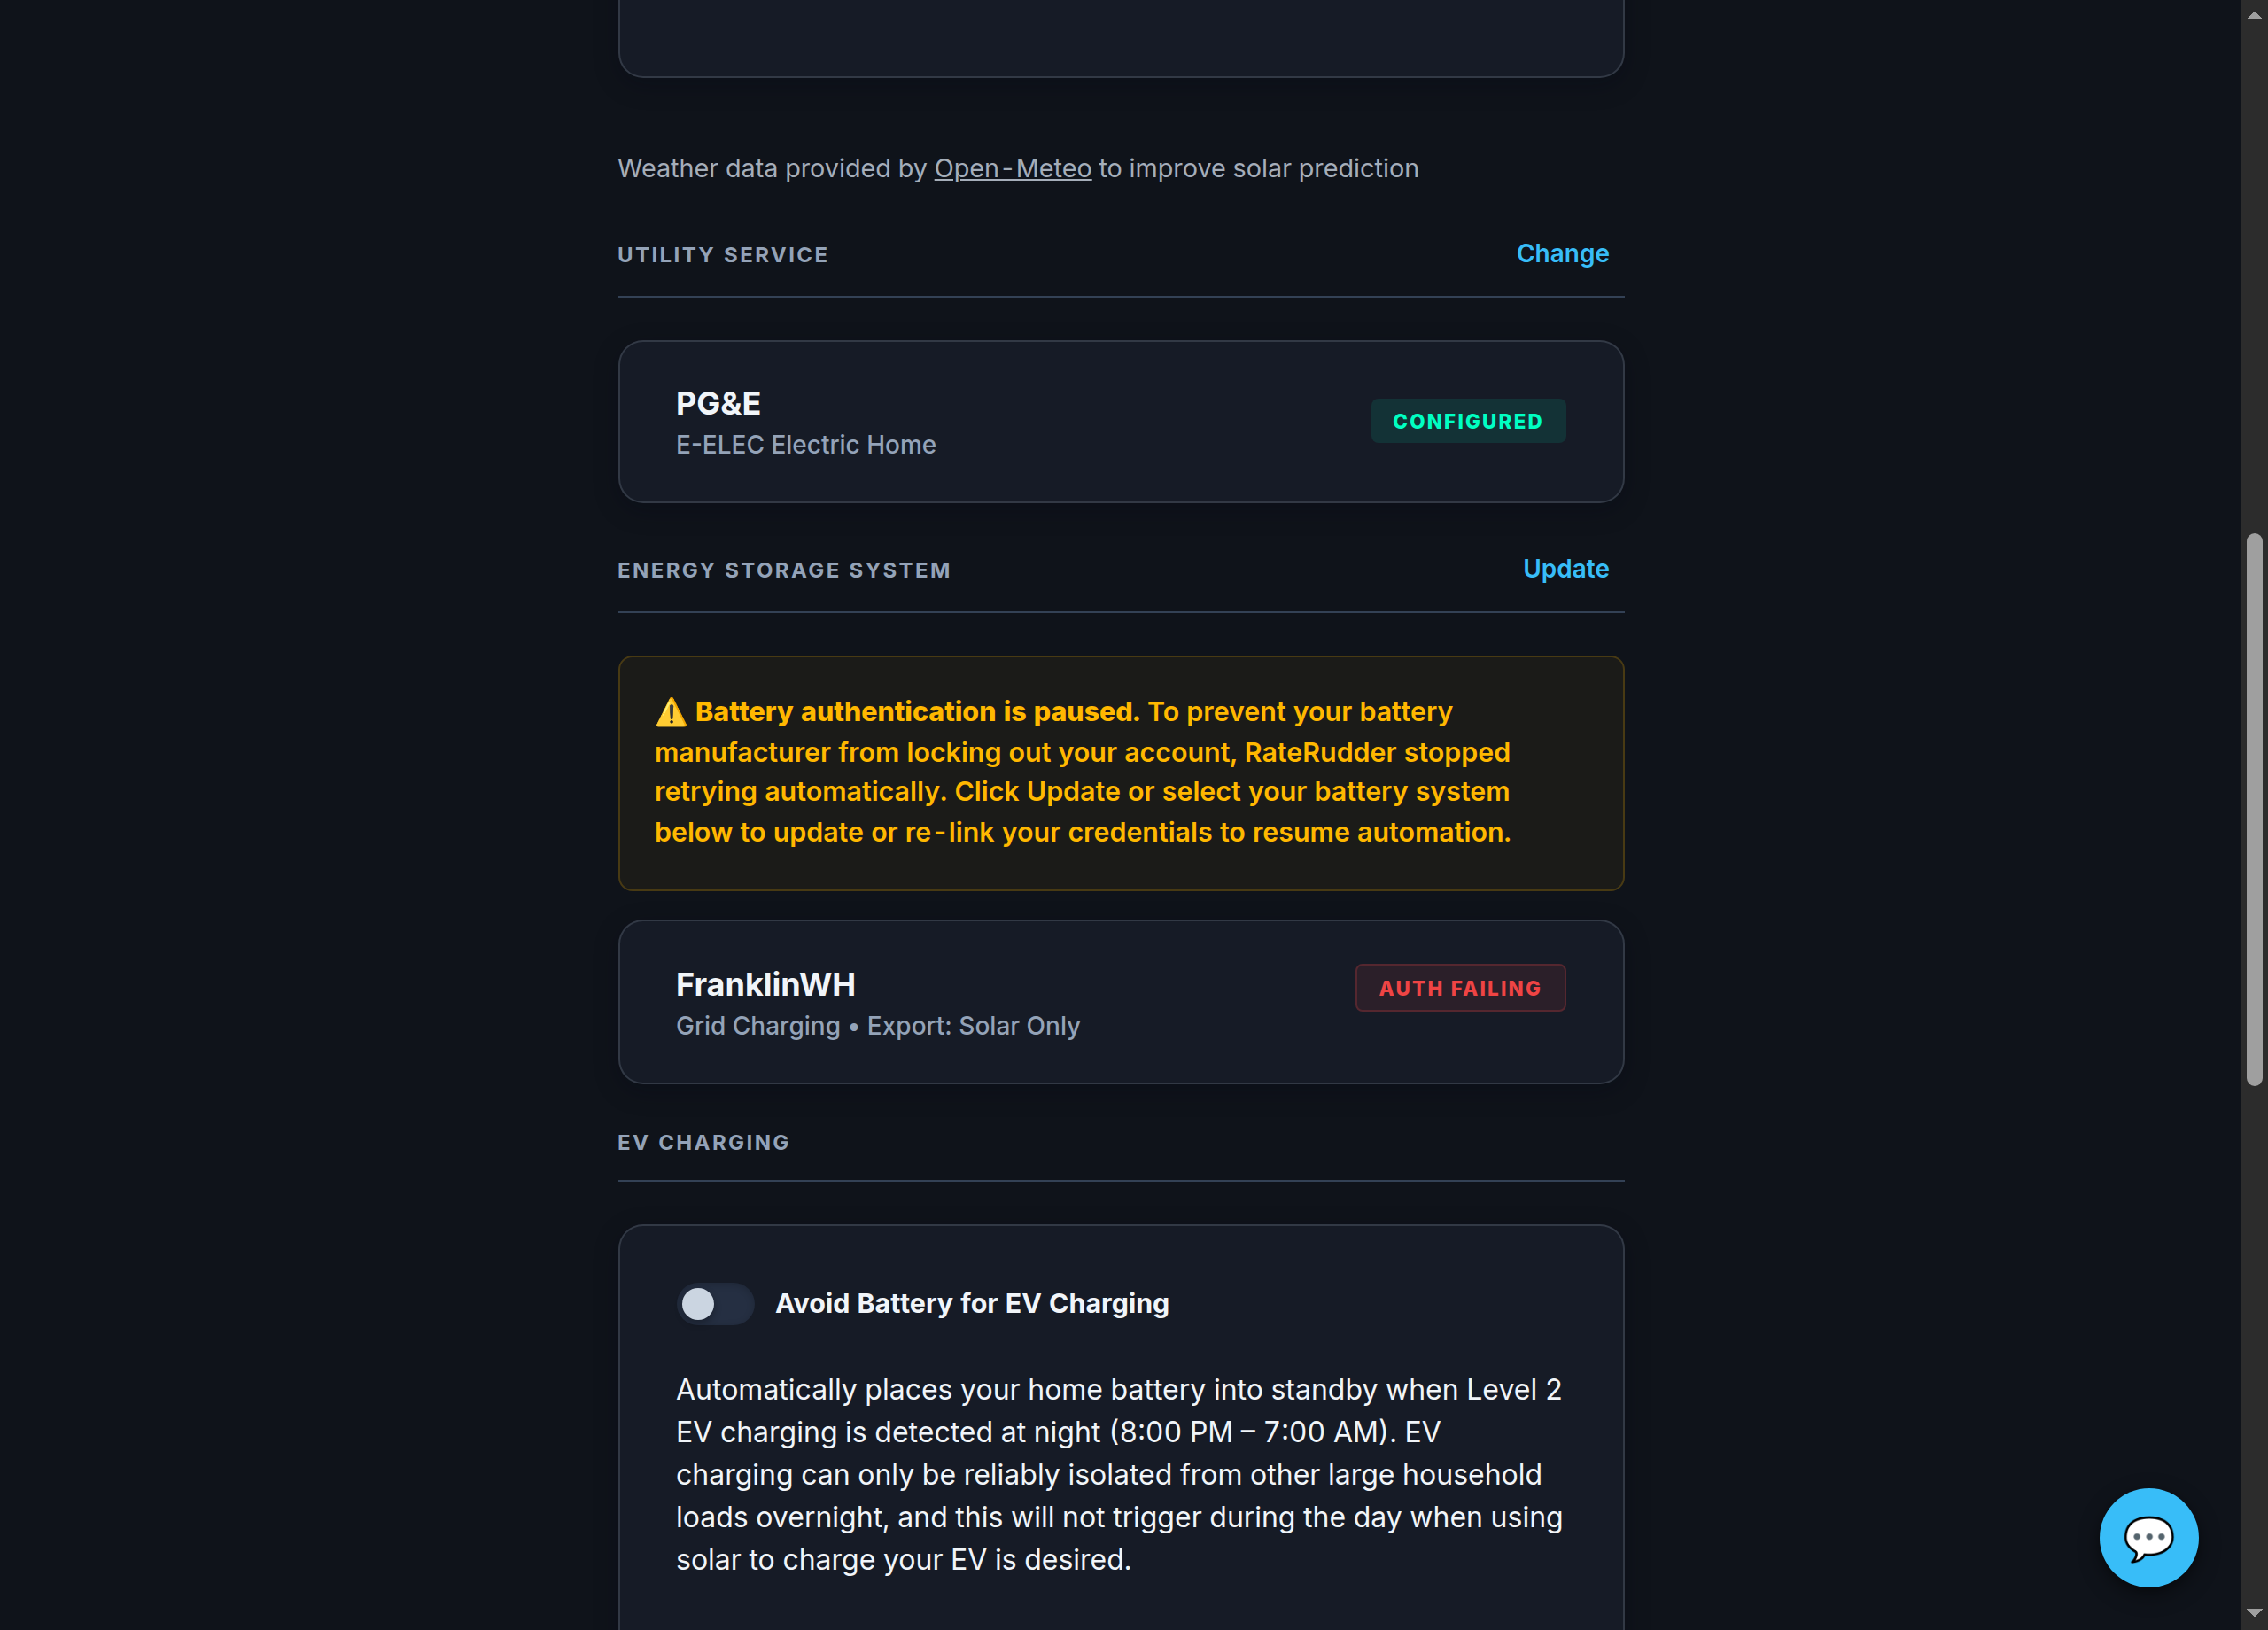 Weather data provided by Open-Meteo to improve solar prediction
UTILITY SERVICE
Change
PG&E
E-ELEC Electric Home
CONFIGURED
ENERGY STORAGE SYSTEM
Update
⚠️ Battery authentication is paused. To prevent your battery
manufacturer from locking out your account, RateRudder stopped
retrying automatically. Click Update or select your battery system
below to update or re-link your credentials to resume automation.
FranklinWH
Grid Charging • Export: Solar Only
AUTH FAILING
EV CHARGING
Avoid Battery for EV Charging
Automatically places your home battery into standby when Level 2
EV charging is detected at night (8:00 PM – 7:00 AM). EV
charging can only be reliably isolated from other large household
loads overnight, and this will not trigger during the day when using
solar to charge your EV is desired.